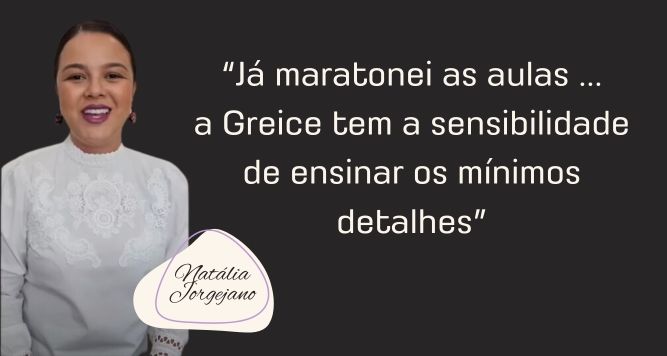 “Já maratonei as aulas ...
a Greice tem a sensibilidade
de ensinar os mínimos
detalhes”
Natália
Jorgejano